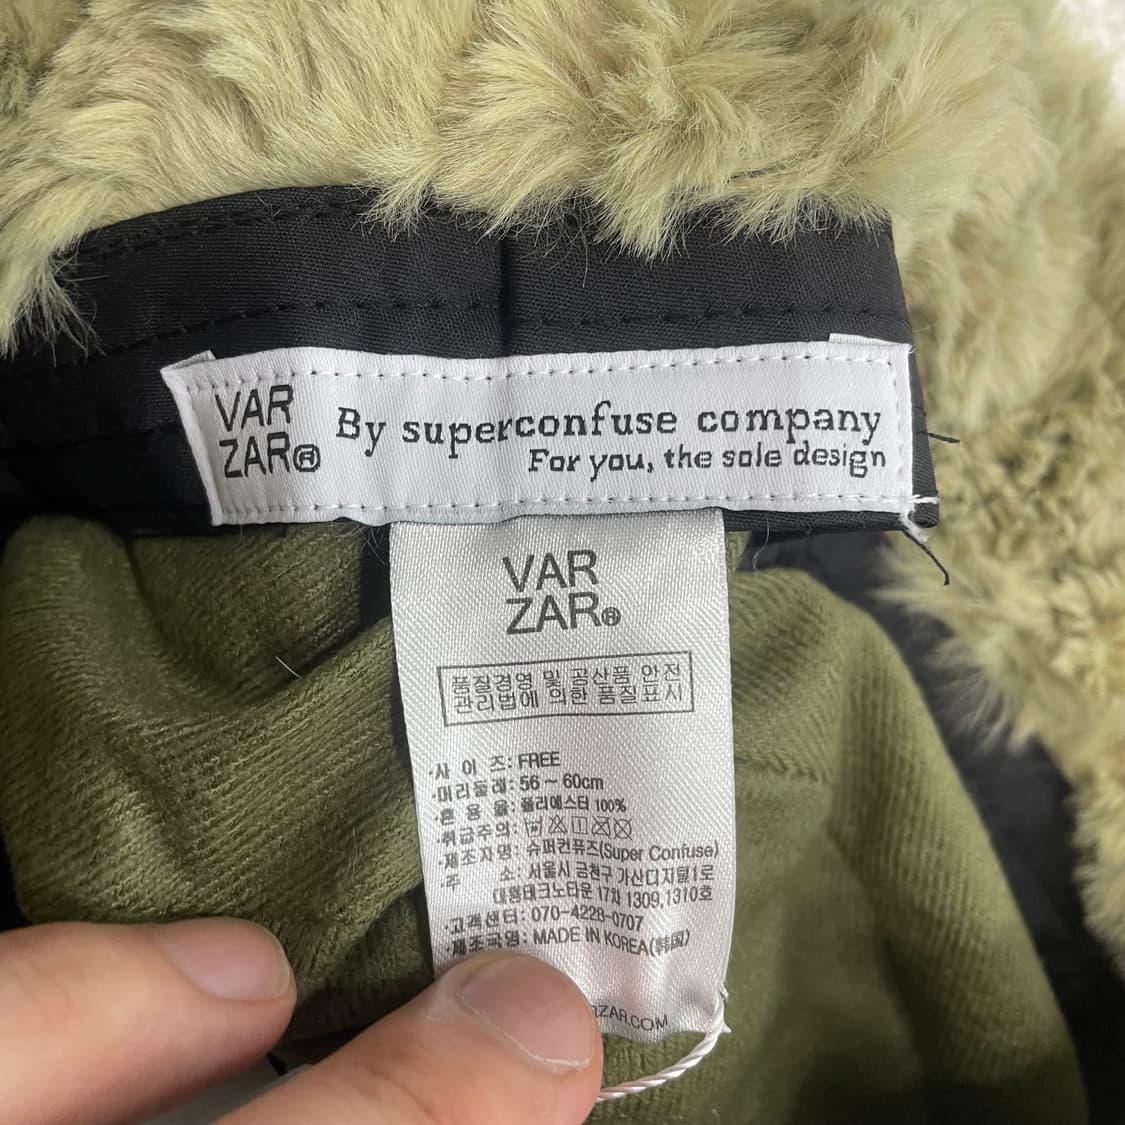 VAR
ZAR® By superconfuse company
For you, the sole design
VAR
ZAR®
품질경영 및 공산품 안전
관리법에 의한 품질표시
·사 이 즈: FREE
·머리둘레: 56 ~ 60cm
·혼 용 율: 폴리에스터 100%
·취급주의:
·제조자명: 슈퍼컨퓨즈(Super Confuse)
·주 소: 서울시 금천구 가산디지털1로
대륭테크노타운 17차 1309,1310호
·고객센터: 070-4228-0707
·제조국명: MADE IN KOREA(韩国)
RZAR.COM